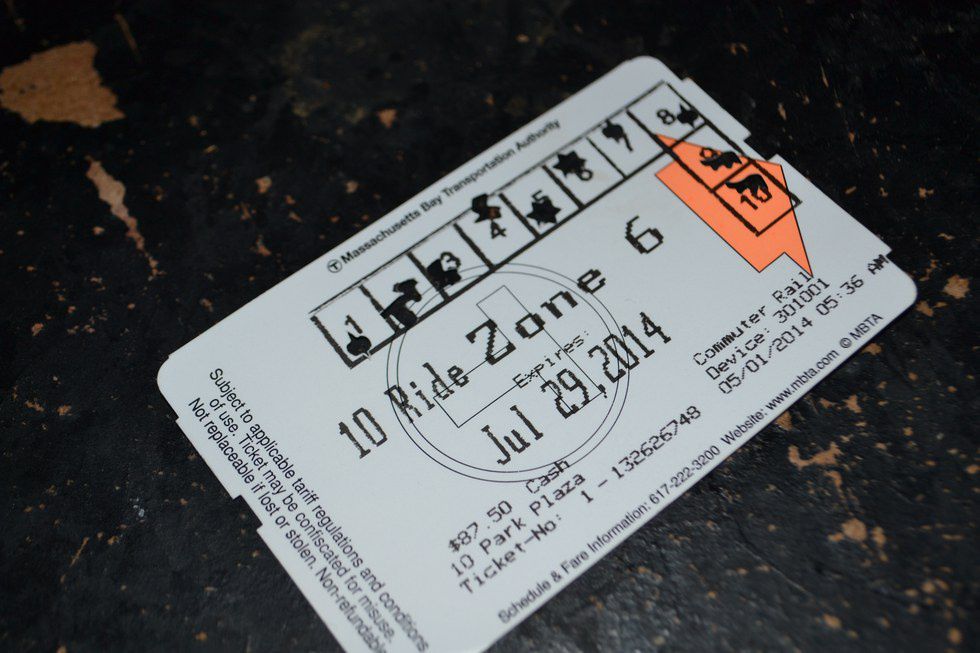 T Massachusetts Bay Transportation Authority
1 2 3 4 5 6 7 8
10
10 Ride Zone 6
Expires:
Jul 29,2014
Commuter Rail
Device: 301001
05/01/2014 05:36 AM
$87.50 Cash
10 Park Plaza
Ticket-No: 1 - 132626748
Schedule & Fare Information: 617-222-3200 Website: www.mbta.com © MBTA
Subject to applicable tariff regulations and conditions
of use. Ticket may be confiscated for misuse.
Not replaceable if lost or stolen. Non-refundable